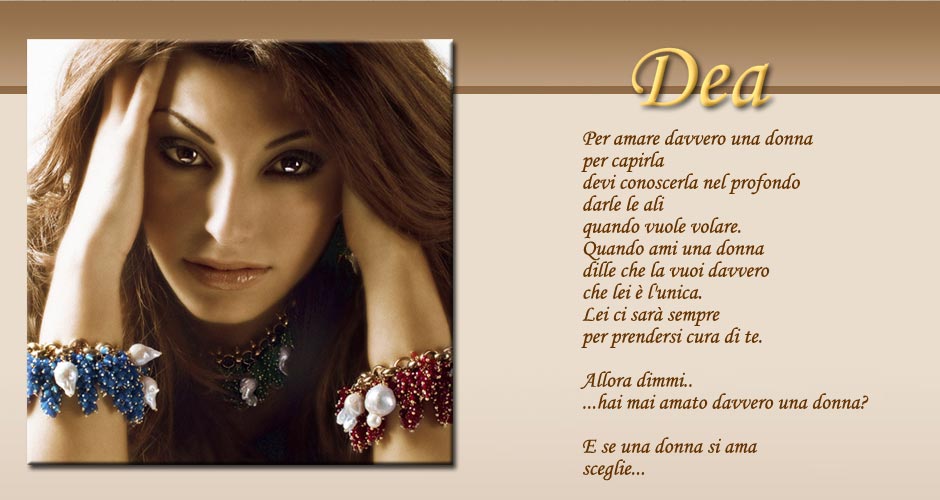 Dea
Per amare davvero una donna
per capirla
devi conoscerla nel profondo
darle le ali
quando vuole volare.
Quando ami una donna
dille che la vuoi davvero
che lei è l'unica.
Lei ci sarà sempre
per prendersi cura di te.
Allora dimmi..
...hai mai amato davvero una donna?
E se una donna si ama
sceglie...